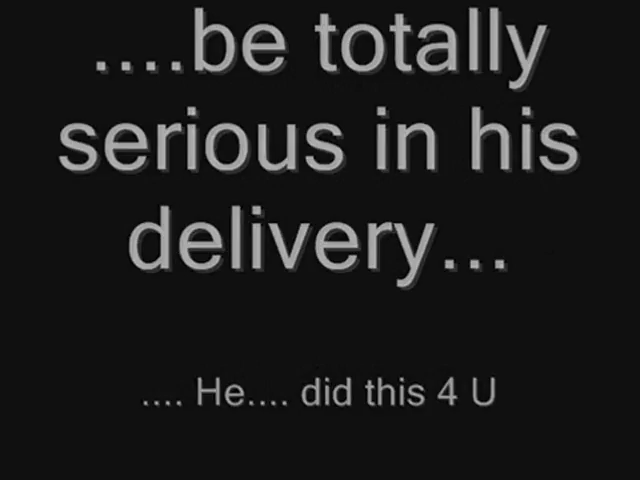 ....be totally
serious in his
delivery...
.... He.... did this 4 U